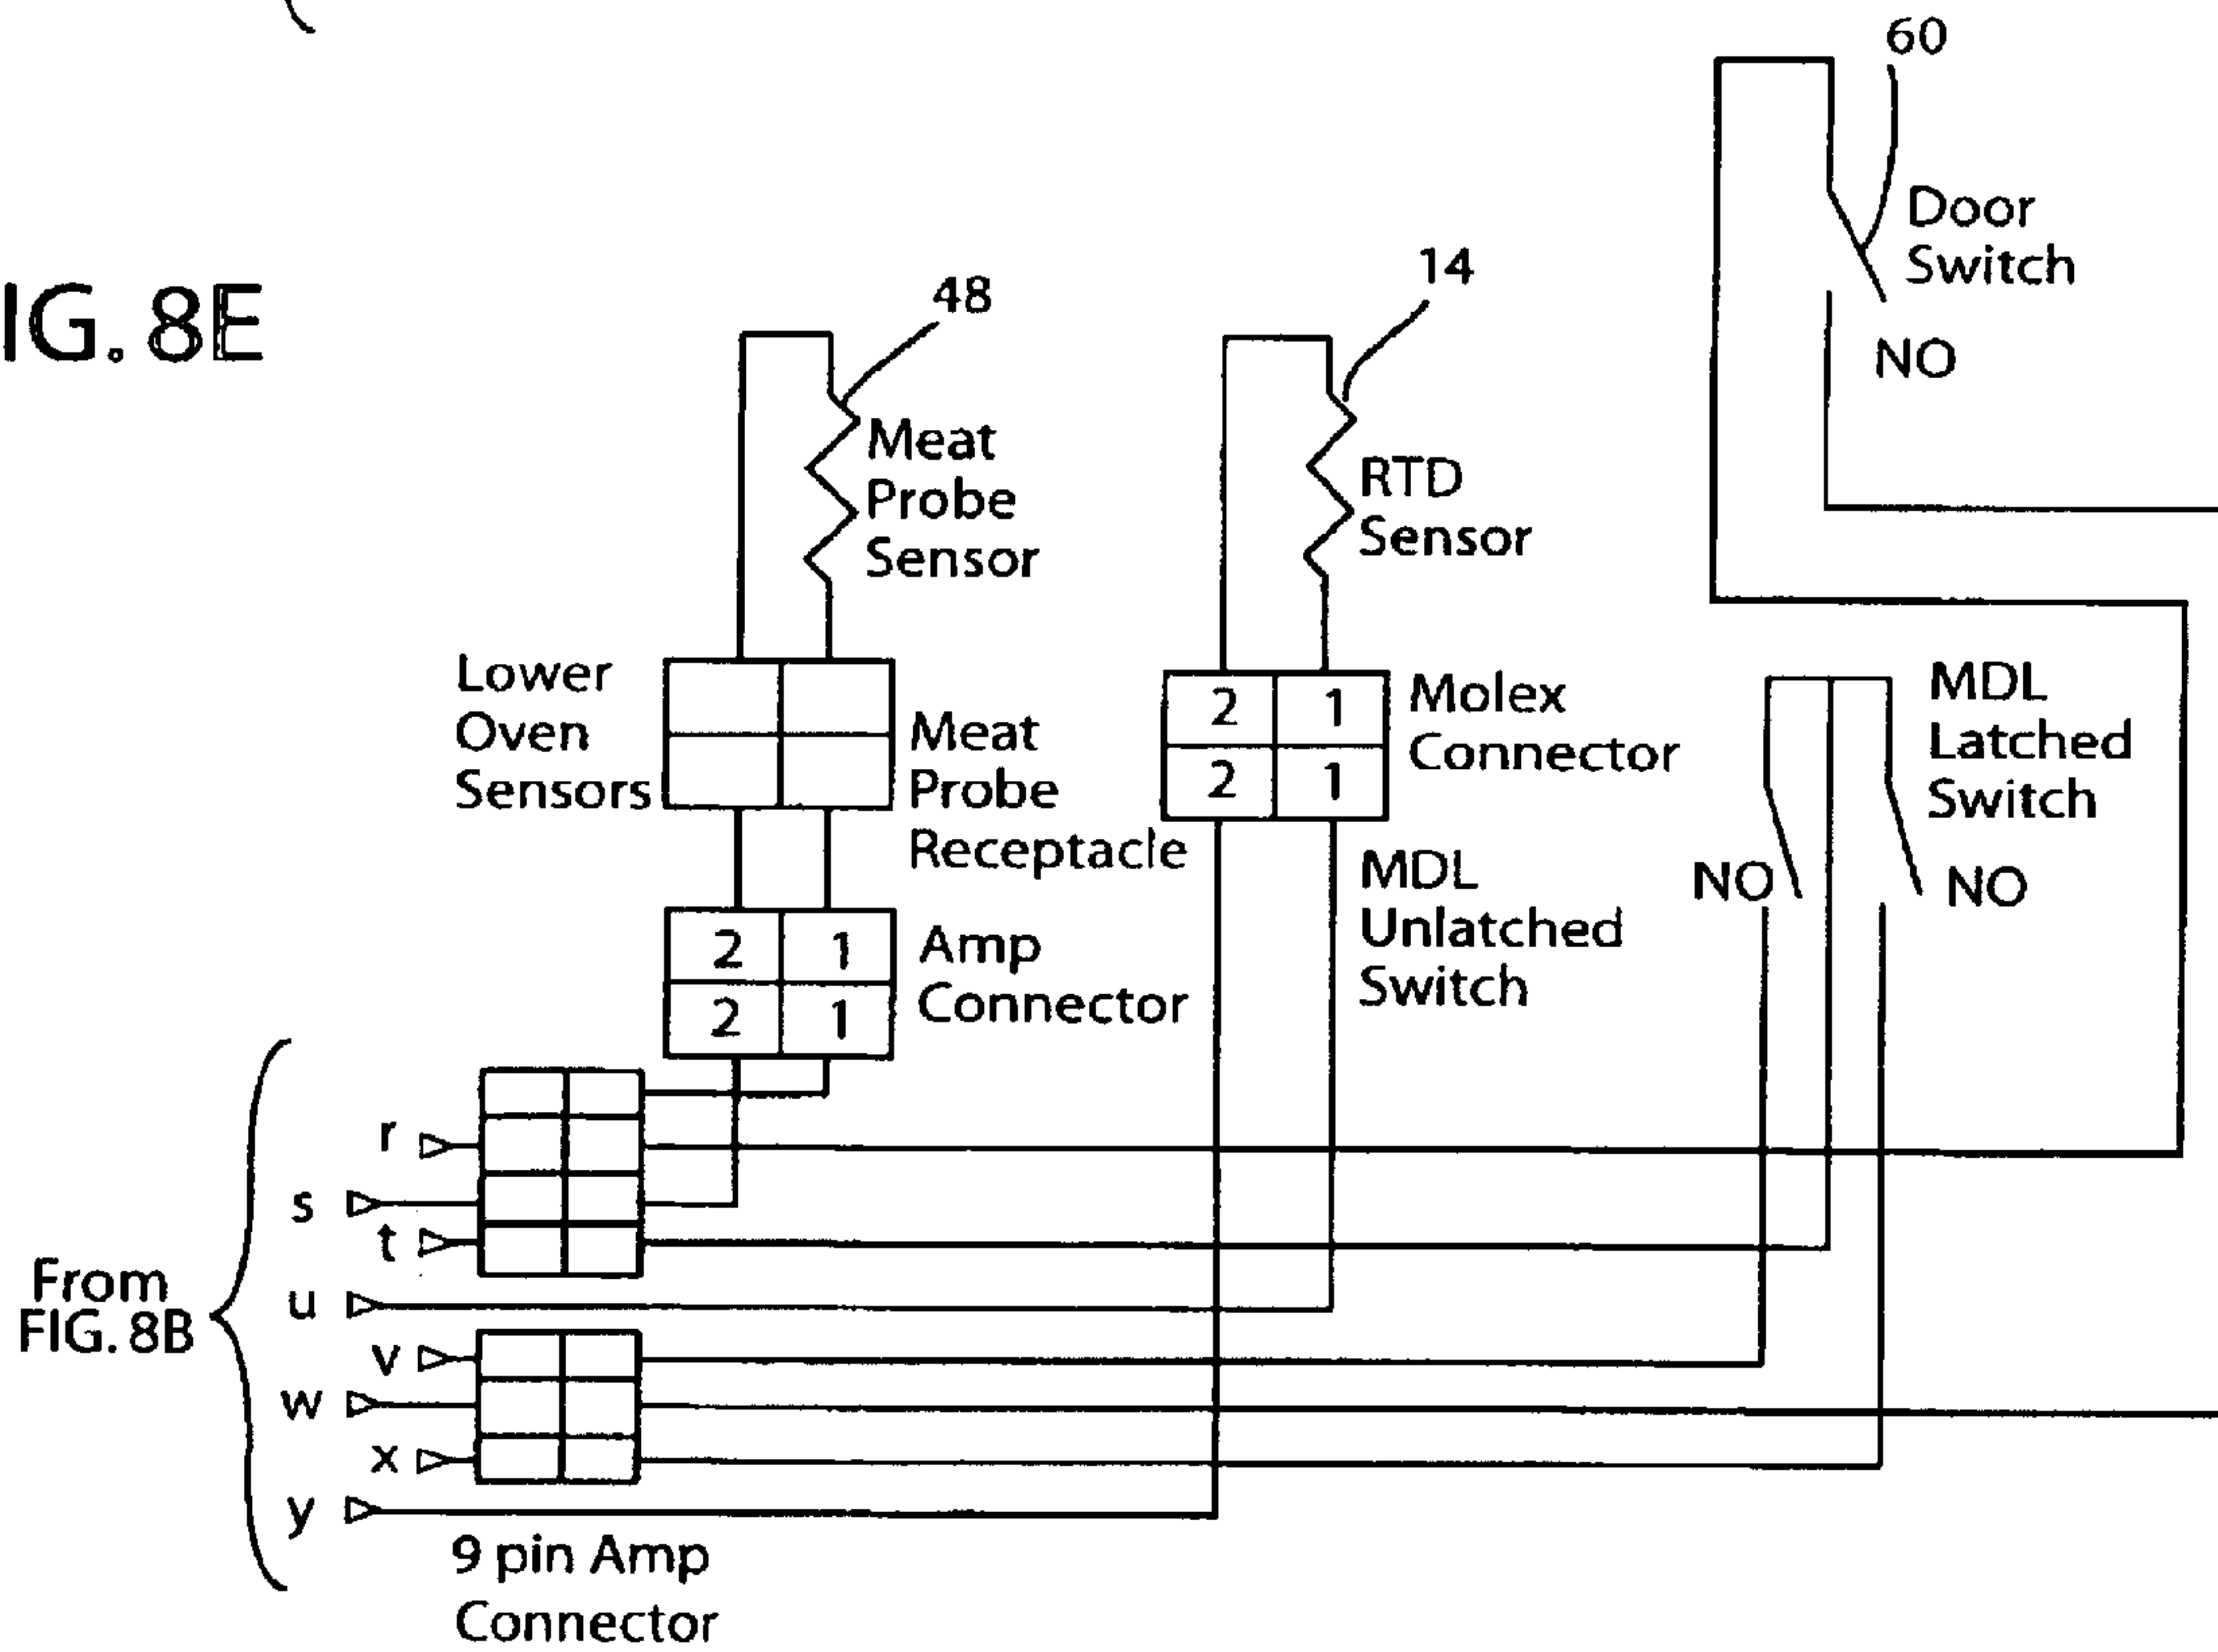 60
Door
Switch
NO
IG. 8E
48
14
Meat
Probe
Sensor
RTD
Sensor
Lower
Oven
Sensors
Meat
Probe
Receptacle
2 1
2 1
Molex
Connector
MDL
Latched
Switch
NO
NO
MDL
Unlatched
Switch
2 1
2 1
Amp
Connector
From
FIG. 8B
r
s
t
u
v
w
x
y
9 pin Amp
Connector